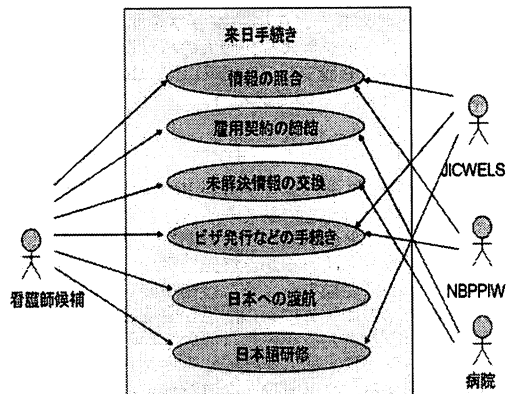 来日手続き
情報の照合
雇用契約の締結
未解決情報の交換
ビザ発行などの手続き
日本への渡航
日本語研修
看護師候補
JICWELS
NBPPIW
病院